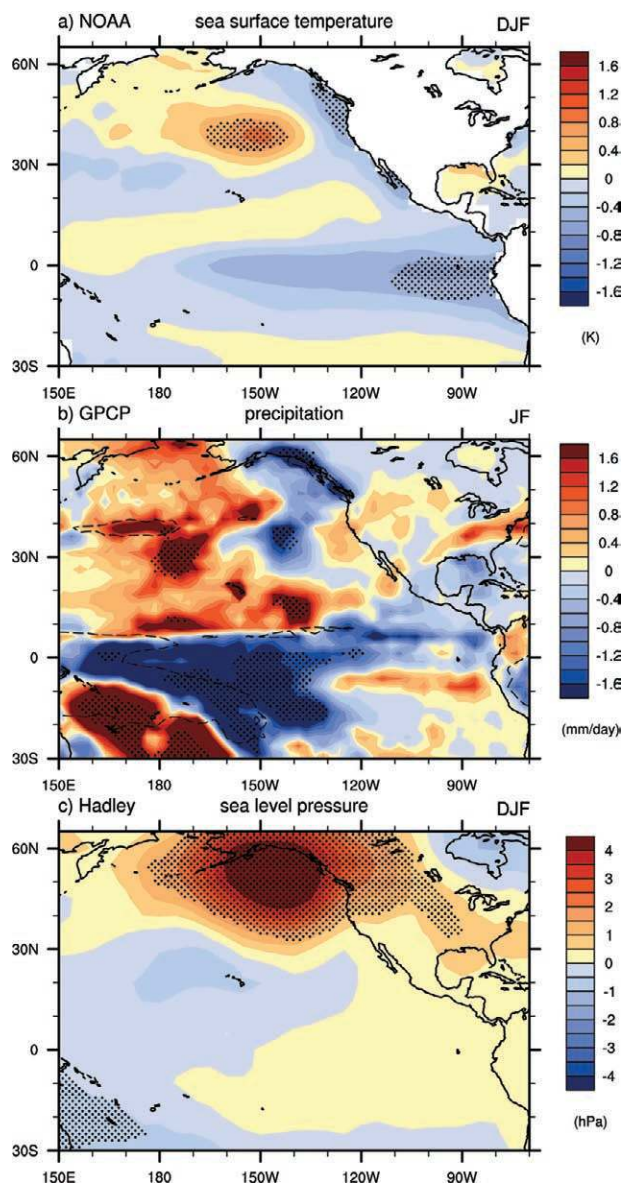 a) NOAA sea surface temperature DJF
60N
30N
0
30S
150E 180 150W 120W 90W
1.6
1.2
0.8
0.4
0
-0.4
-0.8
-1.2
-1.6
(K)
b) GPCP precipitation JF
60N
30N
0
30S
150E 180 150W 120W 90W
1.6
1.2
0.8
0.4
0
-0.4
-0.8
-1.2
-1.6
(mm/day)
c) Hadley sea level pressure DJF
60N
30N
0
30S
150E 180 150W 120W 90W
4
3
2
1
0
-1
-2
-3
-4
(hPa)